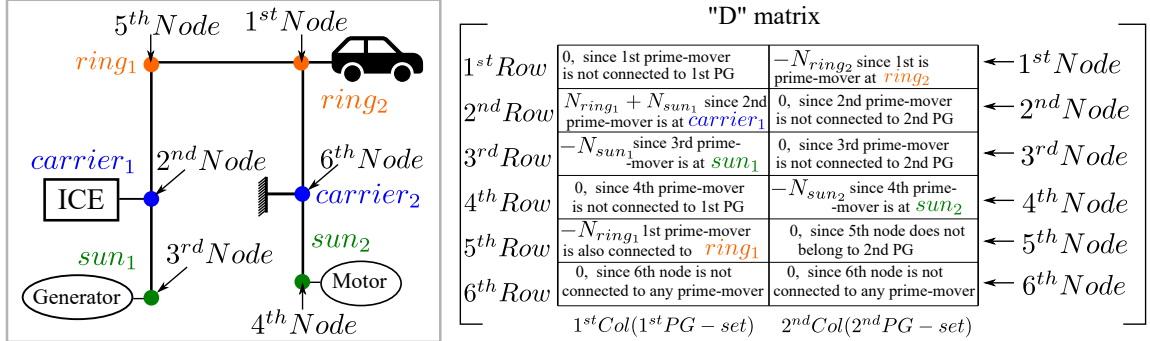 5^{th}Node
1^{st}Node
ring_1
ring_2
carrier_1
2^{nd}Node
6^{th}Node
ICE
carrier_2
sun_2
sun_1
3^{rd}Node
Generator
Motor
4^{th}Node
"D" matrix
1^{st}Row
0, since 1st prime-mover
is not connected to 1st PG
-N_{ring_2} since 1st is
prime-mover at ring_2
1^{st}Node
2^{nd}Row
N_{ring_1} + N_{sun_1} since 2nd
prime-mover is at carrier_1
0, since 2nd prime-mover
is not connected to 2nd PG
2^{nd}Node
3^{rd}Row
-N_{sun_1} since 3rd prime-
-mover is at sun_1
0, since 3rd prime-mover
is not connected to 2nd PG
3^{rd}Node
4^{th}Row
0, since 4th prime-mover
is not connected to 1st PG
-N_{sun_2} since 4th prime-
-mover is at sun_2
4^{th}Node
5^{th}Row
-N_{ring_1} 1st prime-mover
is also connected to ring_1
0, since 5th node does not
belong to 2nd PG
5^{th}Node
6^{th}Row
0, since 6th node is not
connected to any prime-mover
0, since 6th node is not
connected to any prime-mover
6^{th}Node
1^{st}Col(1^{st}PG - set)
2^{nd}Col(2^{nd}PG - set)